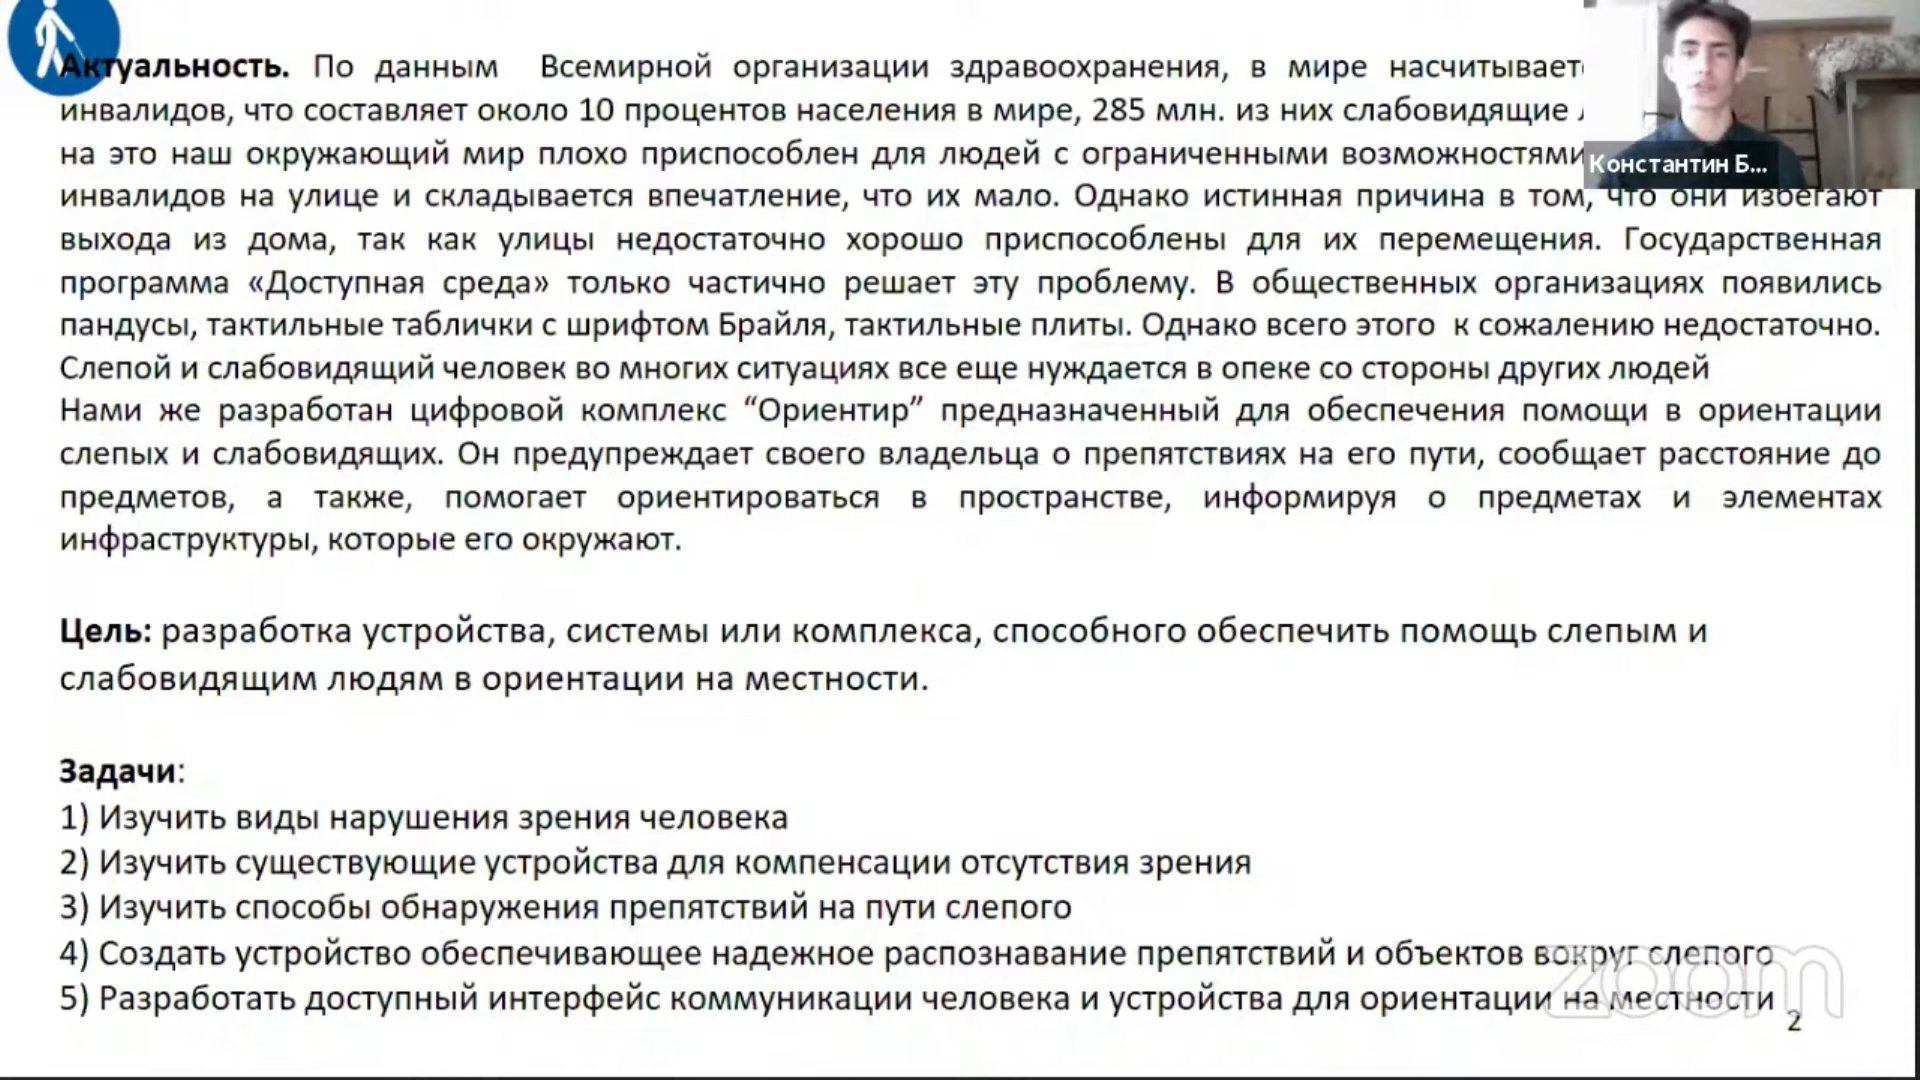 Актуальность. По данным Всемирной организации здравоохранения, в мире насчитывает
инвалидов, что составляет около 10 процентов населения в мире, 285 млн. из них слабовидящие
на это наш окружающий мир плохо приспособлен для людей с ограниченными возможностями
инвалидов на улице и складывается впечатление, что их мало. Однако истинная причина в том, что они избегают
выхода из дома, так как улицы недостаточно хорошо приспособлены для их перемещения. Государственная
программа «Доступная среда» только частично решает эту проблему. В общественных организациях появились
пандусы, тактильные таблички с шрифтом Брайля, тактильные плиты. Однако всего этого к сожалению недостаточно.
Слепой и слабовидящий человек во многих ситуациях все еще нуждается в опеке со стороны других людей
Нами же разработан цифровой комплекс “Ориентир” предназначенный для обеспечения помощи в ориентации
слепых и слабовидящих. Он предупреждает своего владельца о препятствиях на его пути, сообщает расстояние до
предметов, а также, помогает ориентироваться в пространстве, информируя о предметах и элементах
инфраструктуры, которые его окружают.
Цель: разработка устройства, системы или комплекса, способного обеспечить помощь слепым и
слабовидящим людям в ориентации на местности.
Задачи:
1) Изучить виды нарушения зрения человека
2) Изучить существующие устройства для компенсации отсутствия зрения
3) Изучить способы обнаружения препятствий на пути слепого
4) Создать устройство обеспечивающее надежное распознавание препятствий и объектов вокруг слепого
5) Разработать доступный интерфейс коммуникации человека и устройства для ориентации на местности
2
Константин Б...
zoom